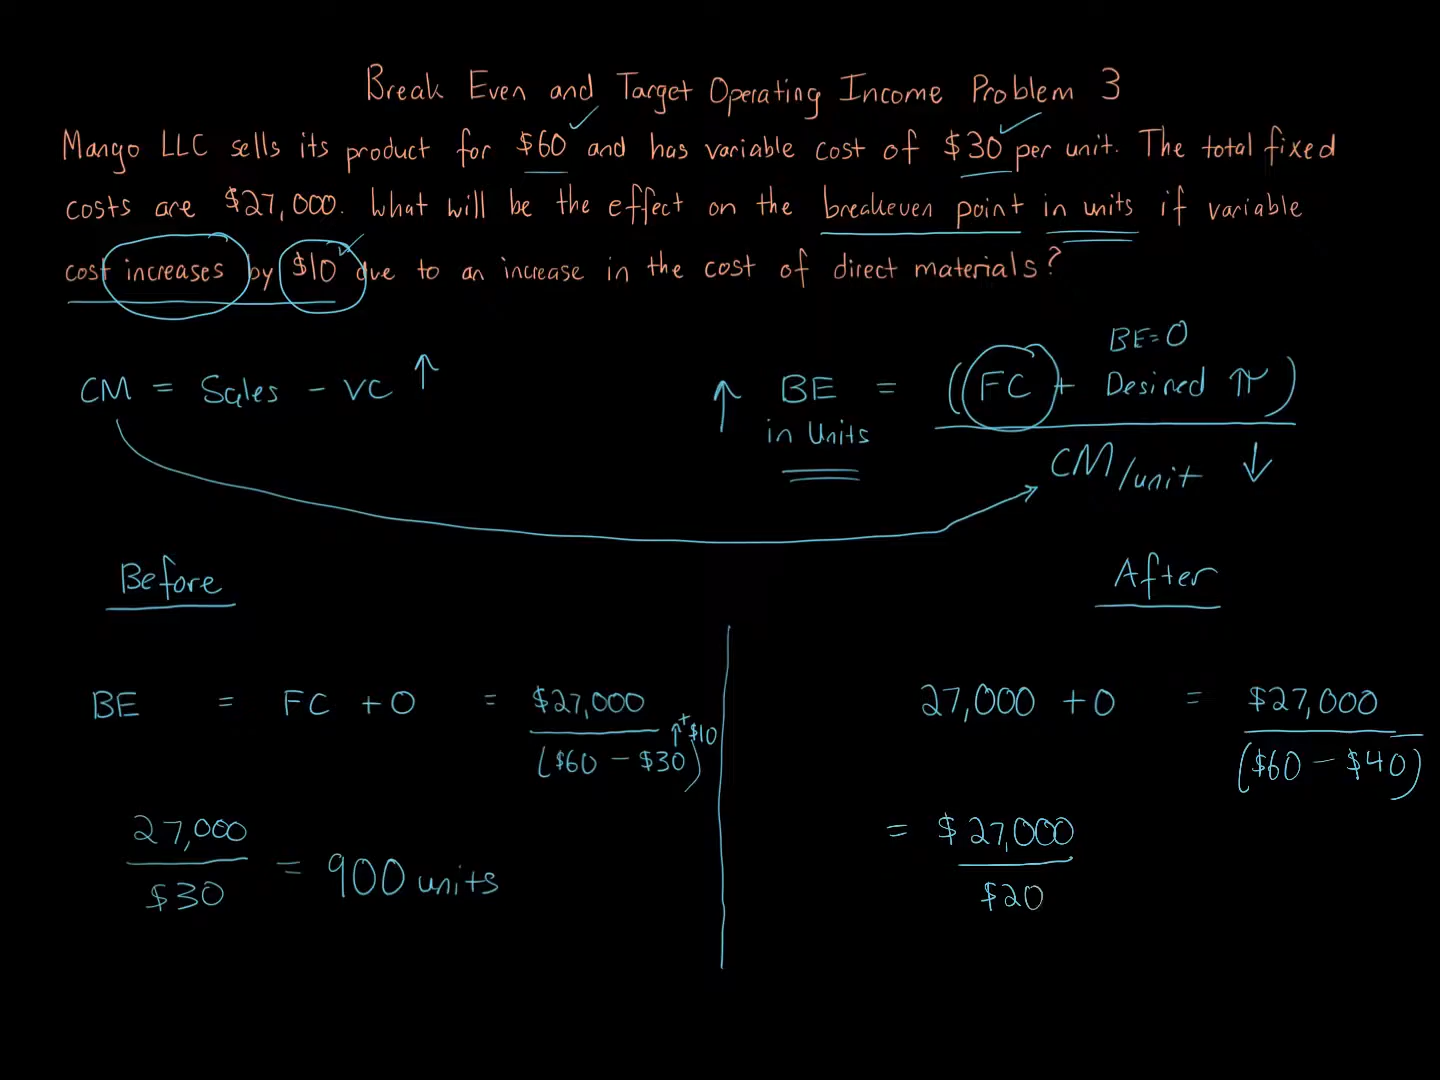 Break Even and Target Operating Income Problem 3
Mango LLC sells its product for $60 and has variable cost of $30 per unit. The total fixed
costs are $27,000. What will be the effect on the breakeven point in units if variable
cost increases by $10 due to an increase in the cost of direct materials?
BE=0
CM = Sales - VC ↑
↑ BE = ((FC + Desired π)
in Units
CM/unit ↓
Before
After
BE = FC + 0 = $27,000
↑+$10
($60 - $30)
27,000 + 0 = $27,000
($60 - $40)
27,000
$30
= 900 units
= $27,000
$20